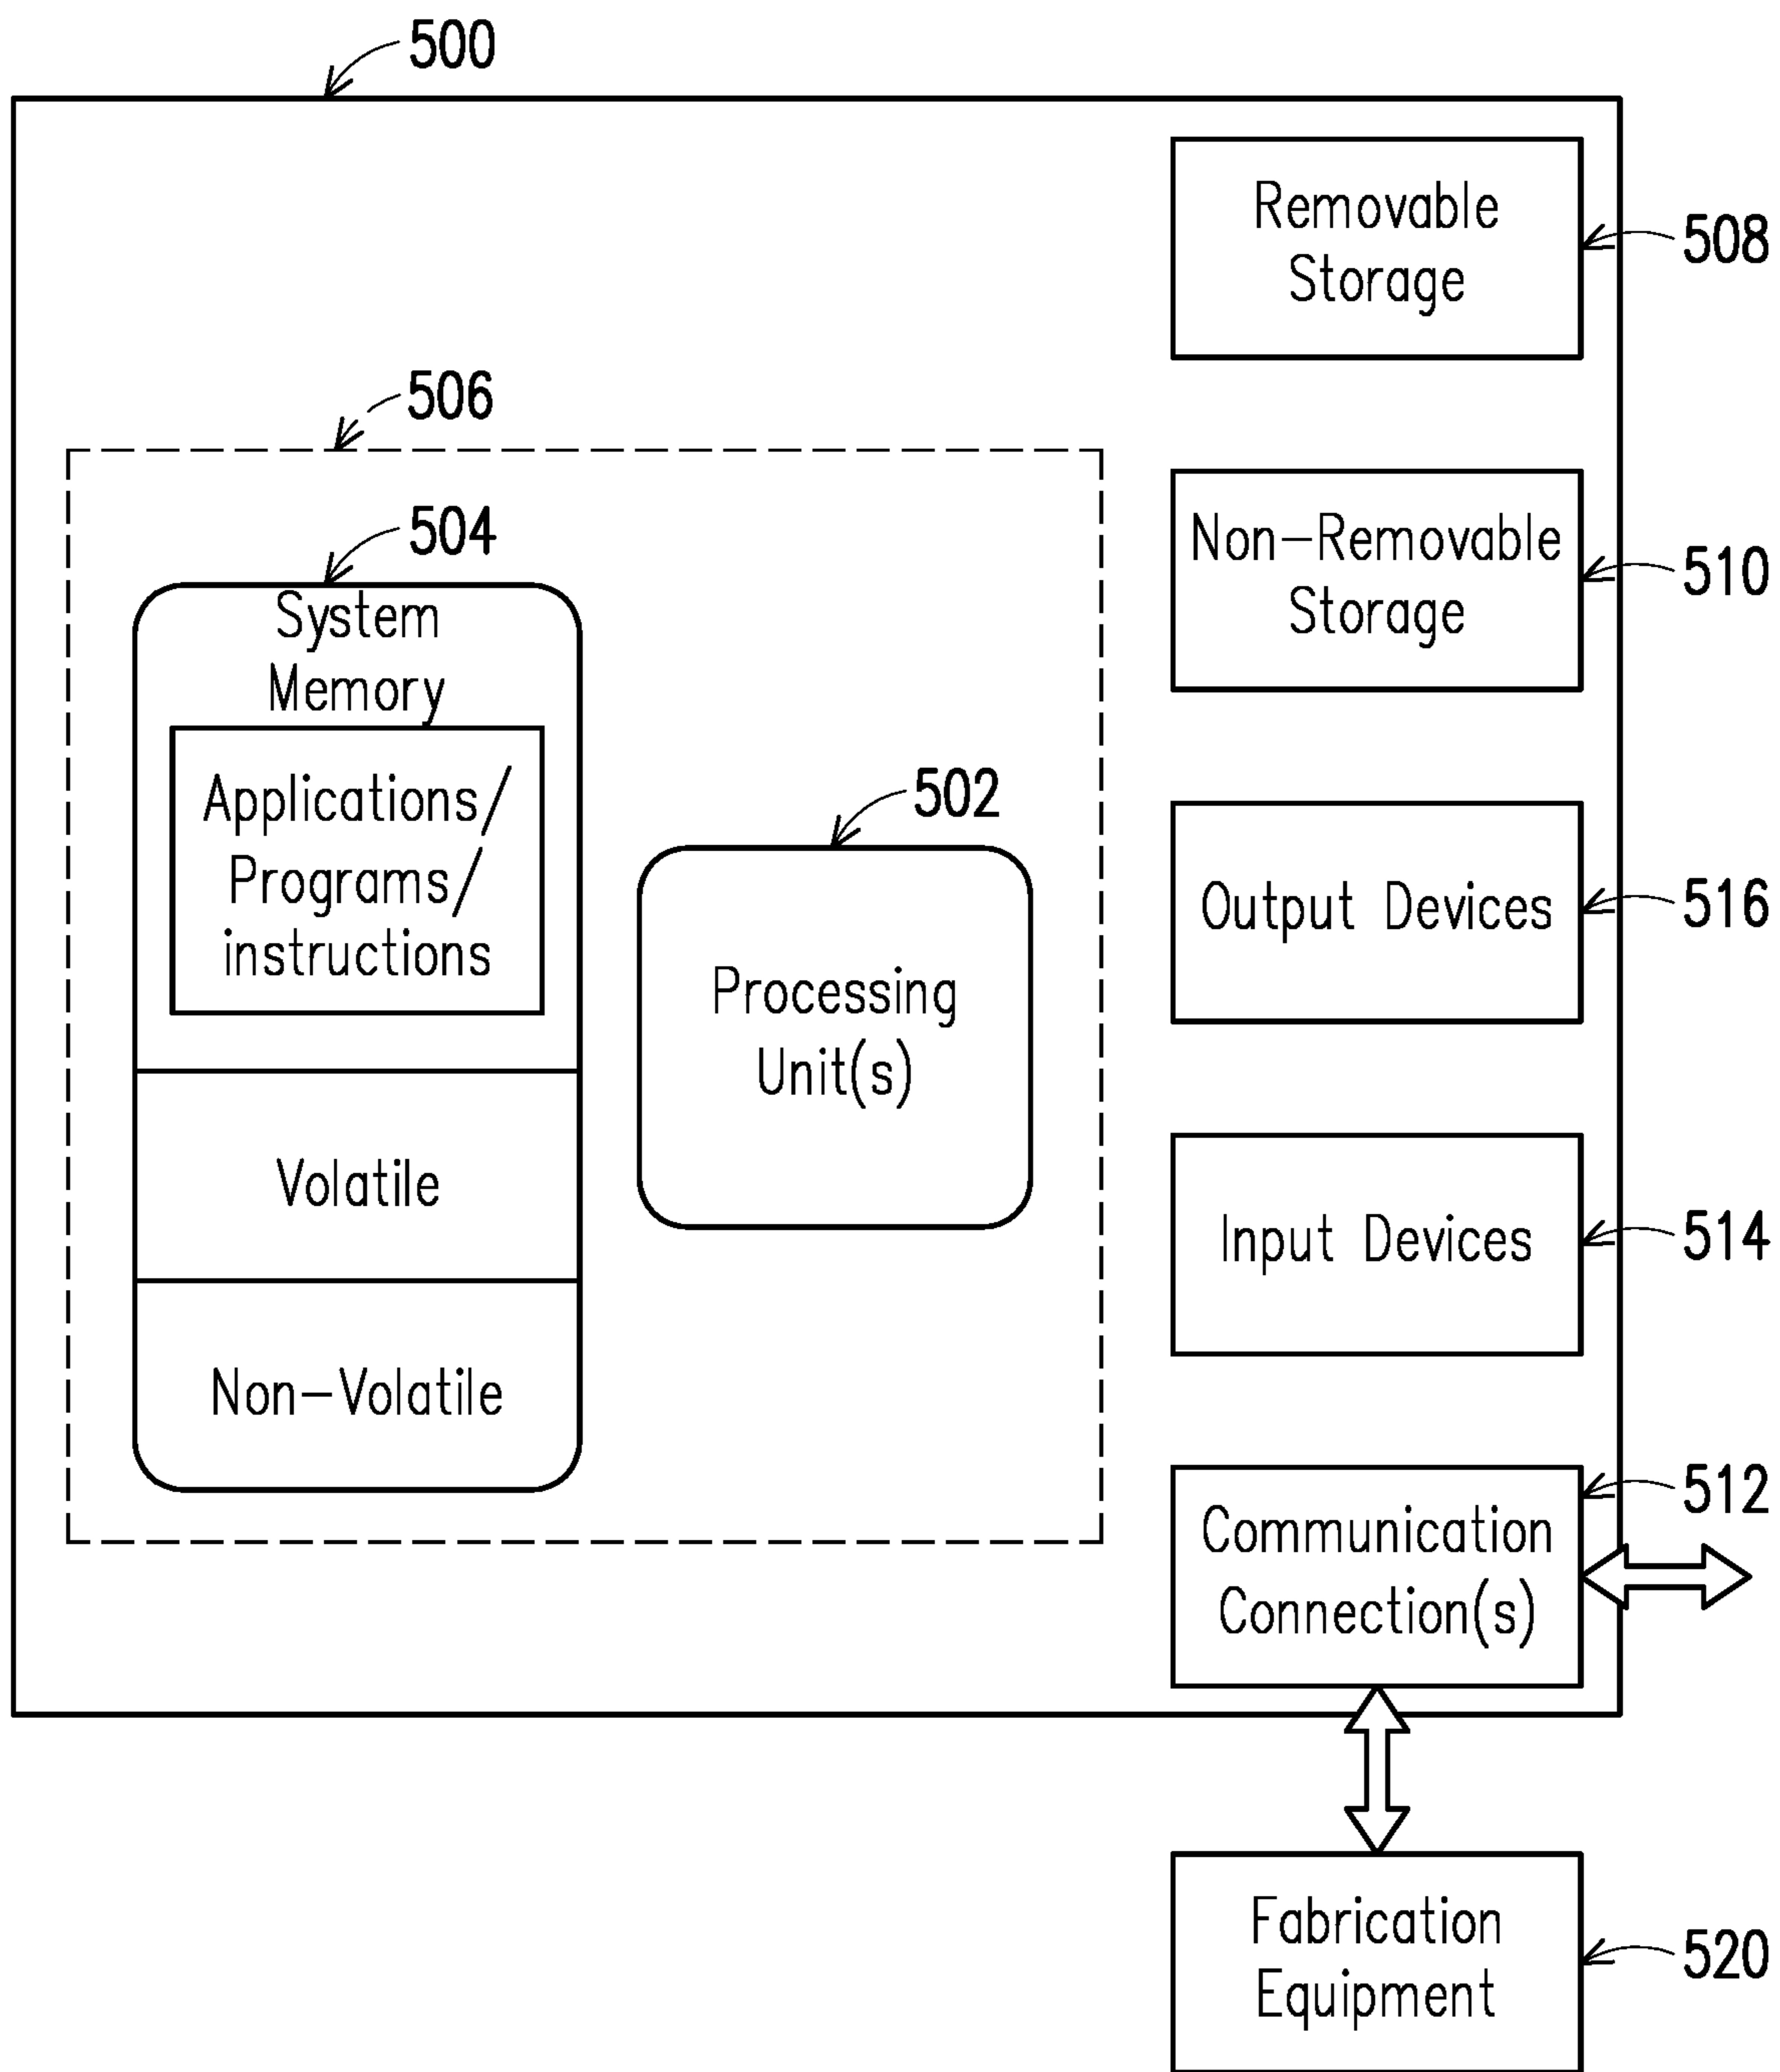 500
Removable
Storage
508
506
Non-Removable
Storage
510
504
System
Memory
Applications/
Programs/
instructions
502
Processing
Unit(s)
Output Devices
516
Volatile
Input Devices
514
Non-Volatile
Communication
Connection(s)
512
Fabrication
Equipment
520